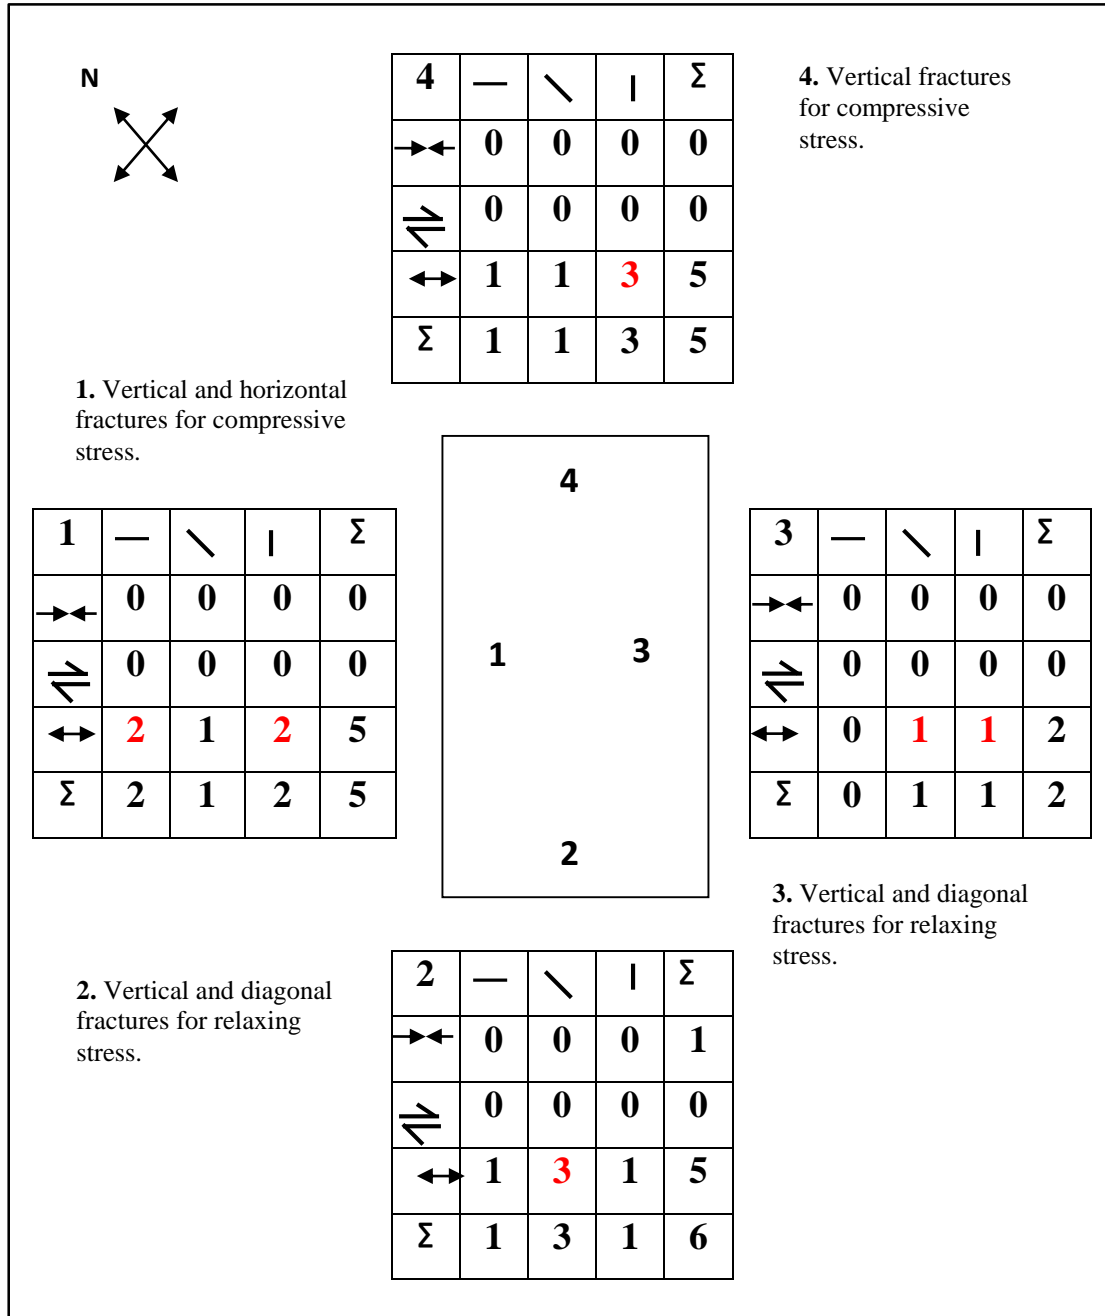 N
4 — \ | Σ
0 0 0 0
0 0 0 0
1 1 3 5
Σ 1 1 3 5
4. Vertical fractures
for compressive
stress.
1. Vertical and horizontal
fractures for compressive
stress.
1 — \ | Σ
0 0 0 0
0 0 0 0
2 1 2 5
Σ 2 1 2 5
4
1 3
2
3 — \ | Σ
0 0 0 0
0 0 0 0
0 1 1 2
Σ 0 1 1 2
3. Vertical and diagonal
fractures for relaxing
stress.
2. Vertical and diagonal
fractures for relaxing
stress.
2 — \ | Σ
0 0 0 1
0 0 0 0
1 3 1 5
Σ 1 3 1 6